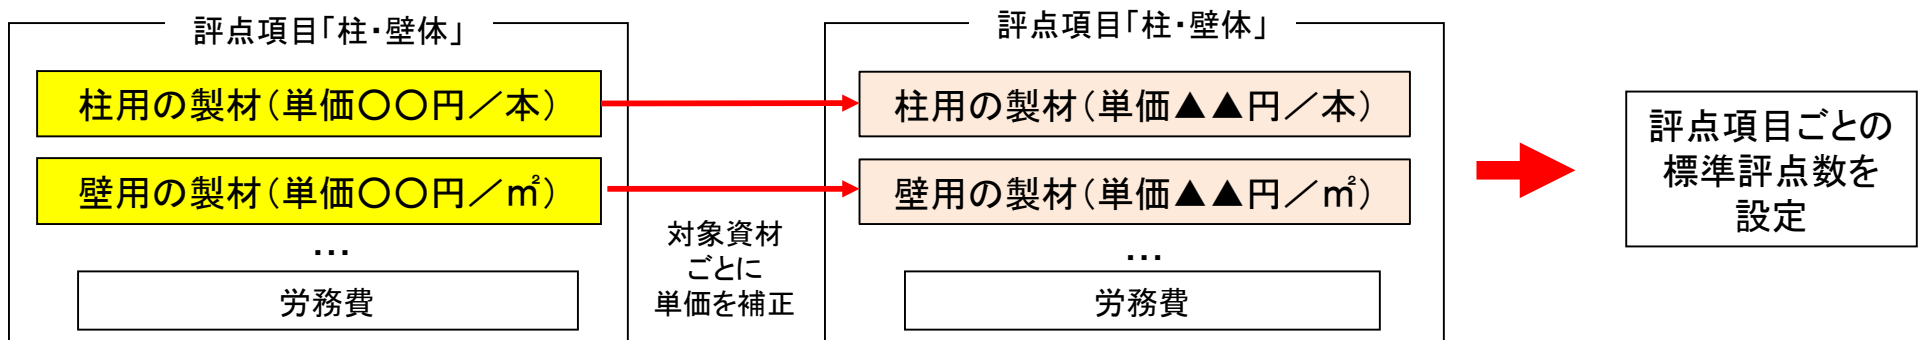 評点項目「柱・壁体」
柱用の製材（単価〇〇円／本）
壁用の製材（単価〇〇円／㎡）
…
労務費
対象資材
ごとに
単価を補正
評点項目「柱・壁体」
柱用の製材（単価▲▲円／本）
壁用の製材（単価▲▲円／㎡）
…
労務費
評点項目ごとの
標準評点数を
設定